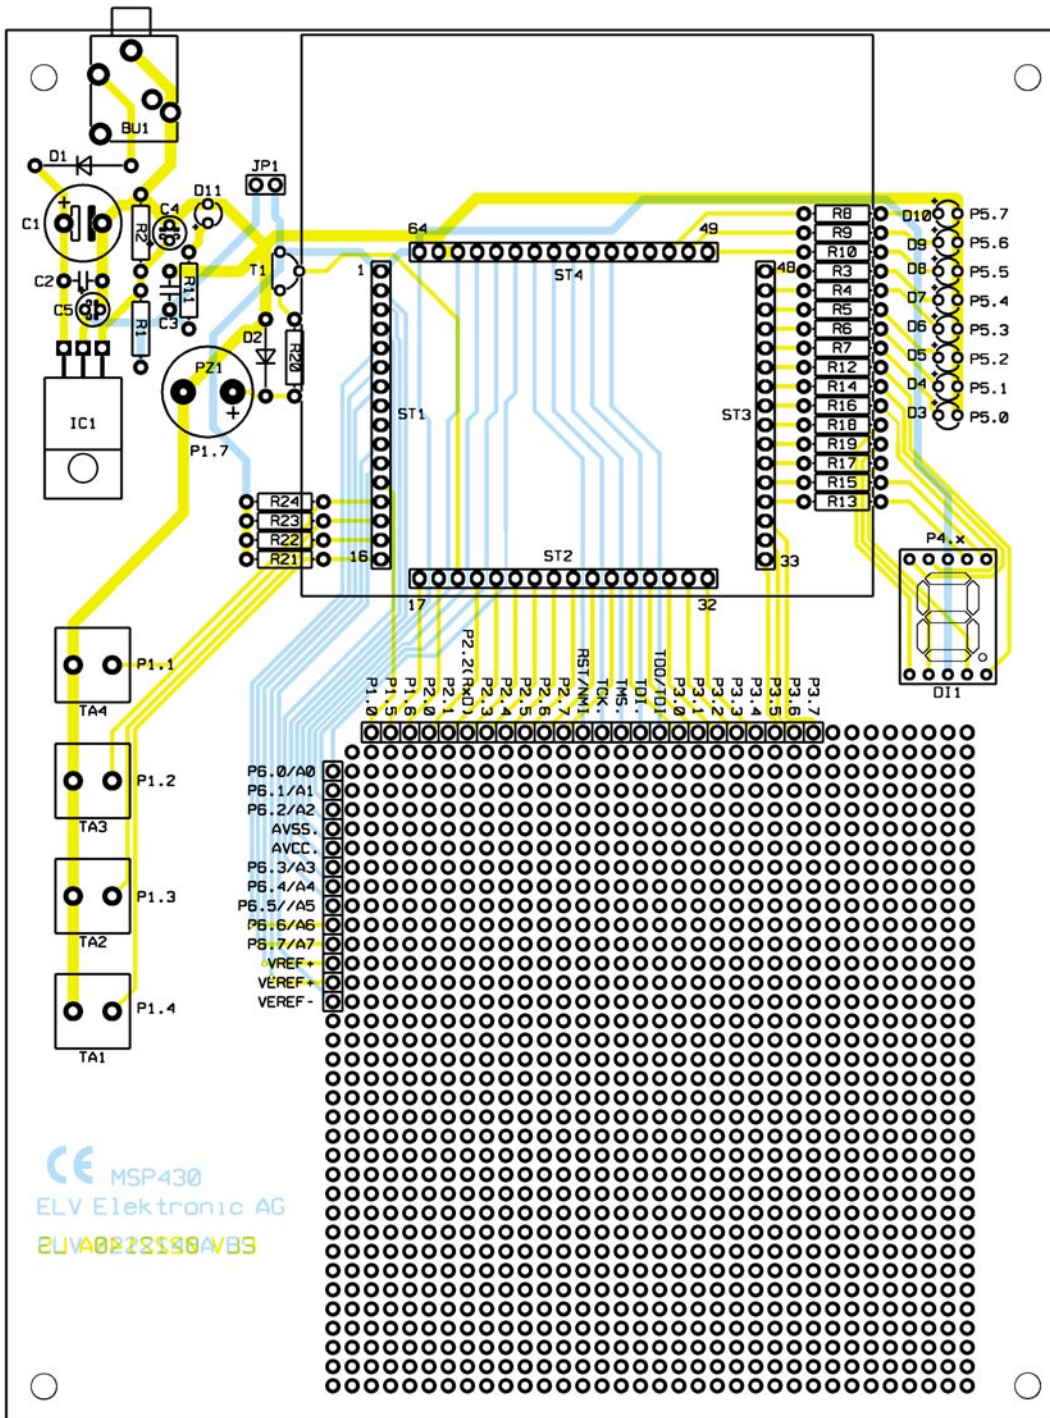 BU1
D1
JP1
C1
R2
C4
D11
64
49
ST4
R8
D10
P5.7
R9
D9
P5.6
R10
D8
P5.5
C2
C5
R1
C3
R11
T1
1
48
R3
D7
P5.4
R4
R5
D6
P5.3
R6
D5
P5.2
R7
R12
D4
P5.1
R14
D3
P5.0
R16
R18
R19
R17
R15
R13
D2
R20
PZ1
+
P1.7
IC1
ST1
ST3
R24
R23
R22
R21
16
ST2
33
17
32
P4.x
DI1
P1.1
TA4
P1.2
TA3
P1.3
TA2
P1.4
TA1
P1.0
P1.5
P1.6
P2.0
P2.1
P2.2(RxD)
P2.3
P2.4
P2.5
P2.6
P2.7
RST/NMI
TCK.
TMS.
TDI.
TDO/TDI
P3.0
P3.1
P3.2
P3.3
P3.4
P3.5
P3.6
P3.7
P6.0/A0
P6.1/A1
P6.2/A2
AVSS.
AVCC.
P6.3/A3
P6.4/A4
P6.5//A5
P6.6/A6
P6.7/A7
VREF+
VEREF+
VEREF-
CE MSP430
ELV Elektronic AG